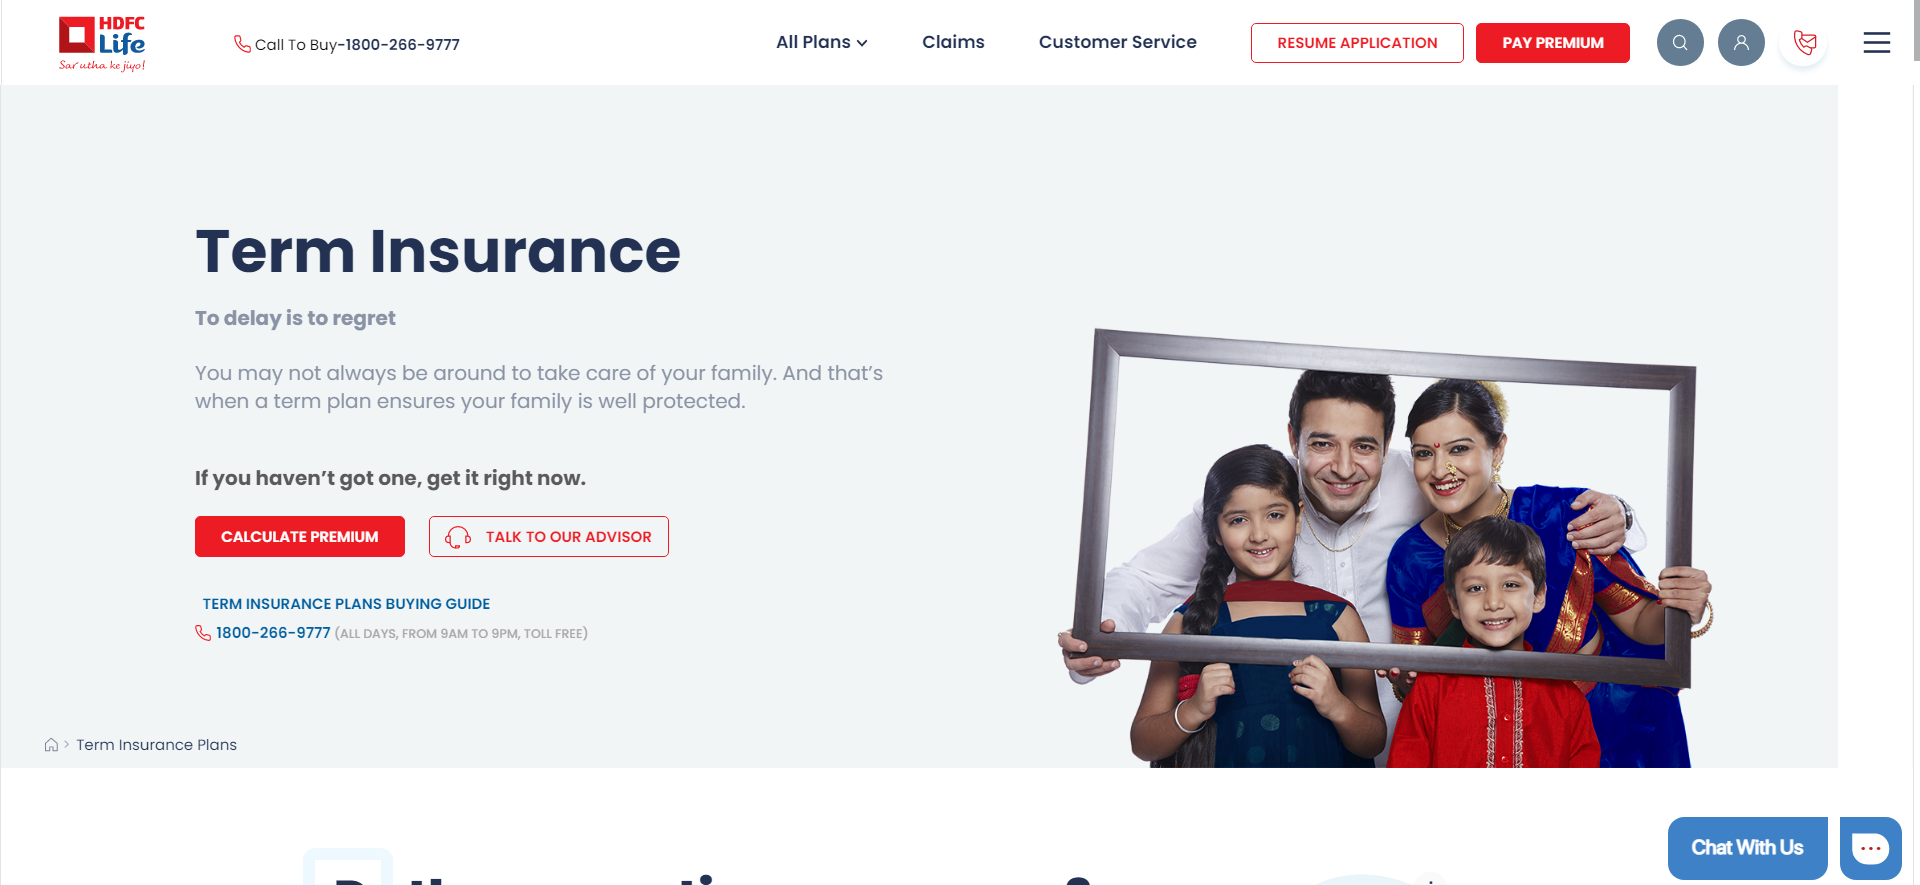 HDFC
Life
Sar utha ke jiyo!
Call To Buy-1800-266-9777
All Plans
Claims
Customer Service
RESUME APPLICATION
PAY PREMIUM
Term Insurance
To delay is to regret
You may not always be around to take care of your family. And that’s
when a term plan ensures your family is well protected.
If you haven’t got one, get it right now.
CALCULATE PREMIUM
TALK TO OUR ADVISOR
TERM INSURANCE PLANS BUYING GUIDE
1800-266-9777 (ALL DAYS, FROM 9AM TO 9PM, TOLL FREE)
> Term Insurance Plans
Chat With Us